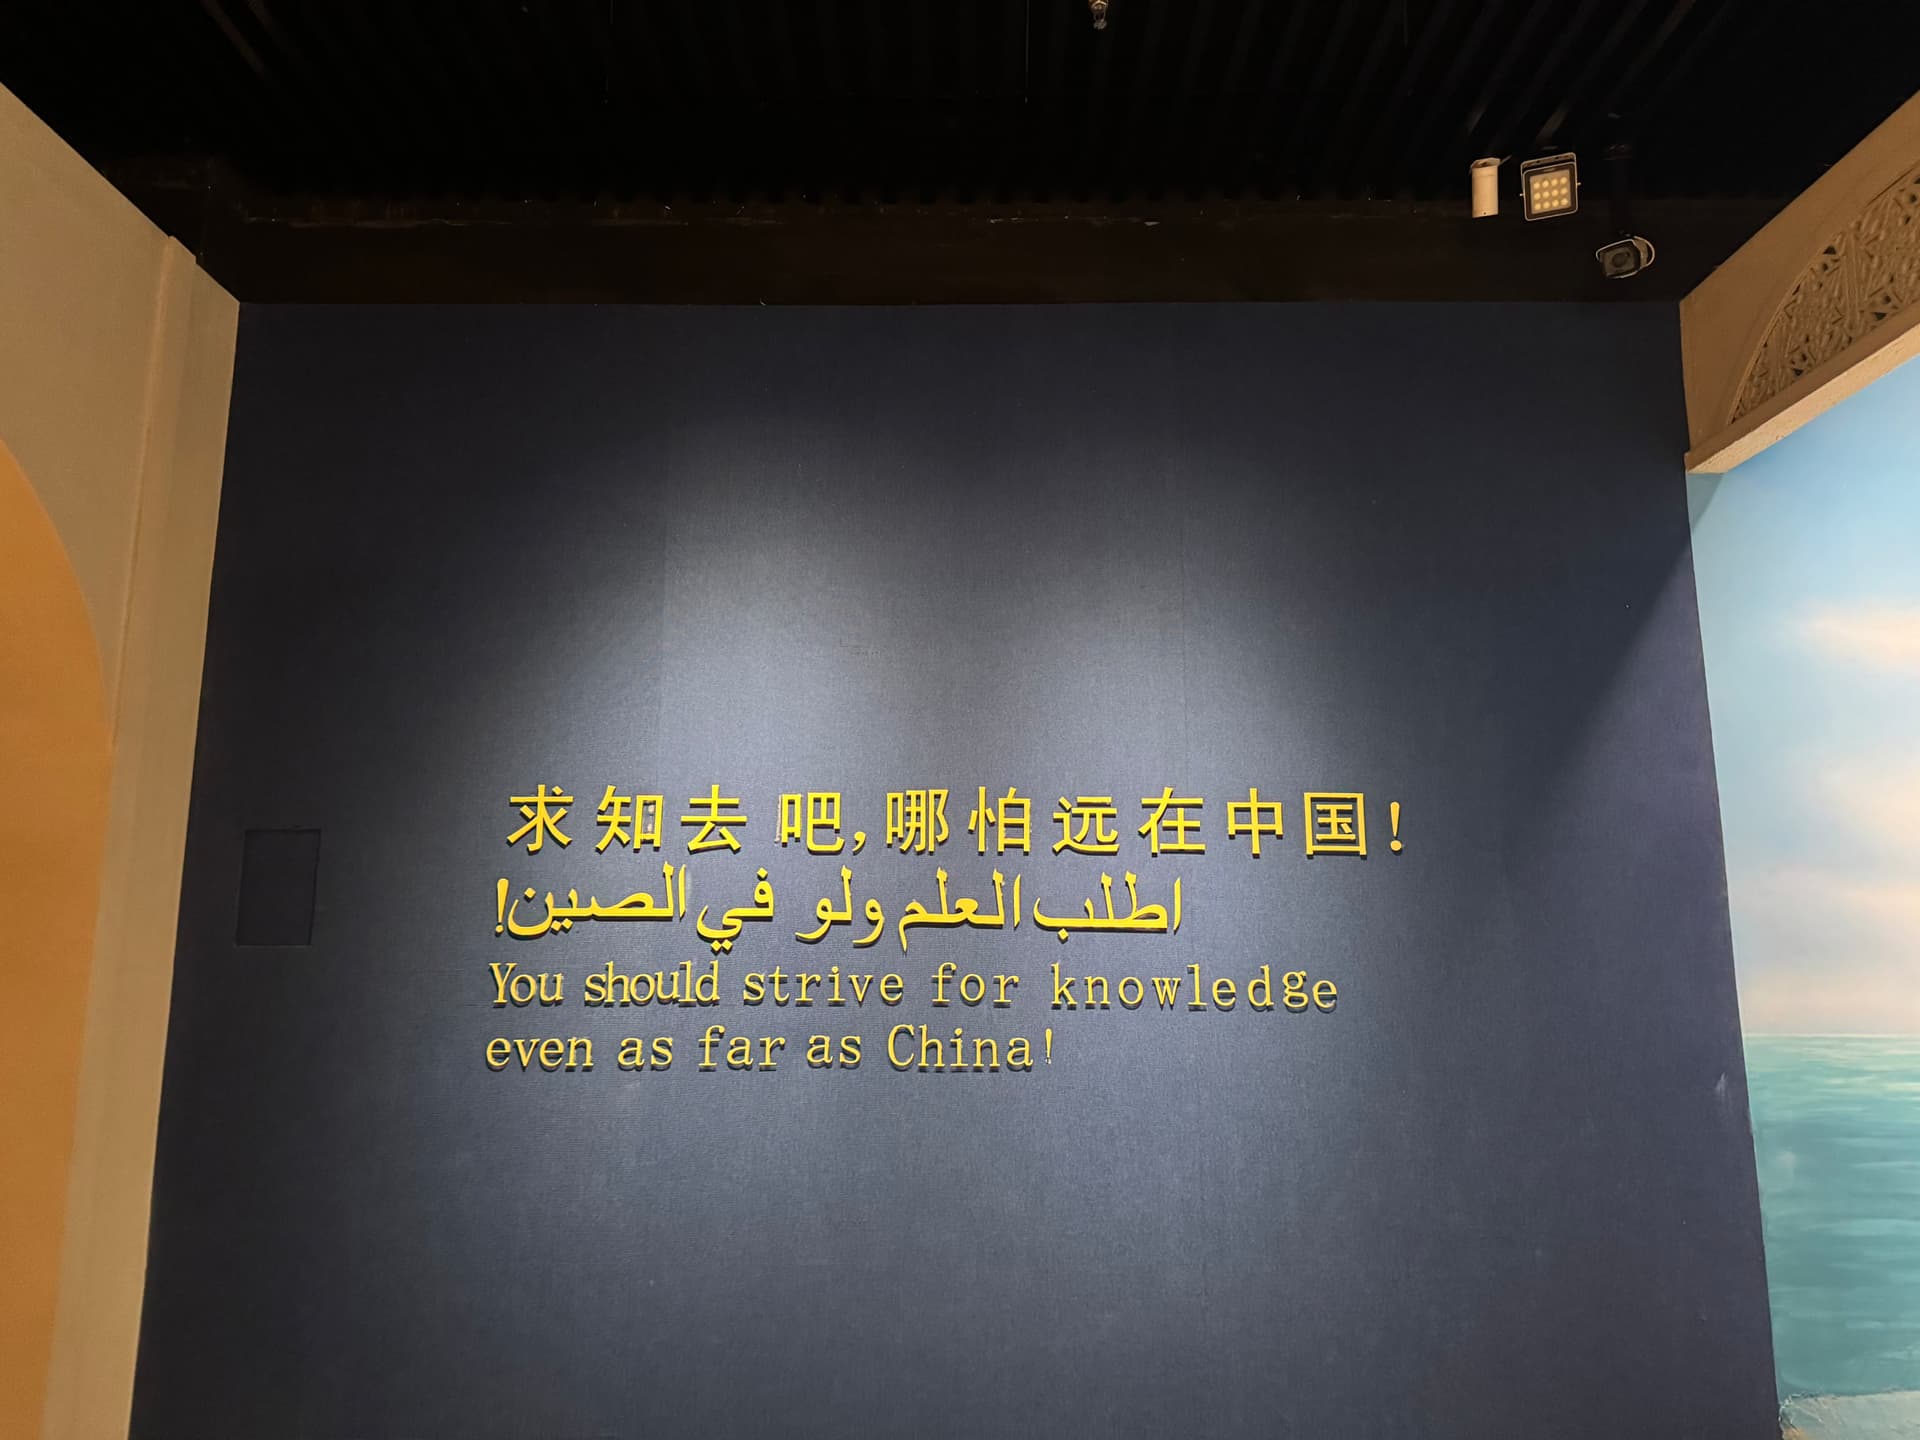 求知去吧,哪怕远在中国!
اطلب العلم ولو في الصين!
You should strive for knowledge
even as far as China!